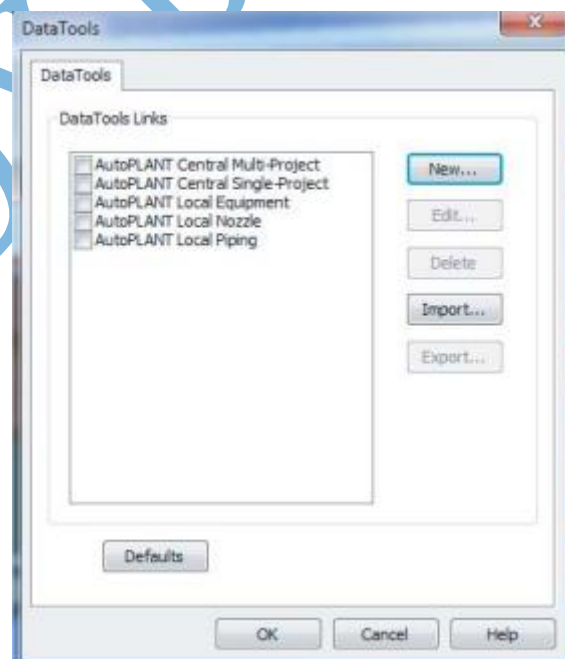 DataTools
DataTools
DataTools Links
AutoPLANT Central Multi-Project
AutoPLANT Central Single-Project
AutoPLANT Local Equipment
AutoPLANT Local Nozzle
AutoPLANT Local Piping
New...
Edit...
Delete
Import...
Export...
Defaults
OK
Cancel
Help